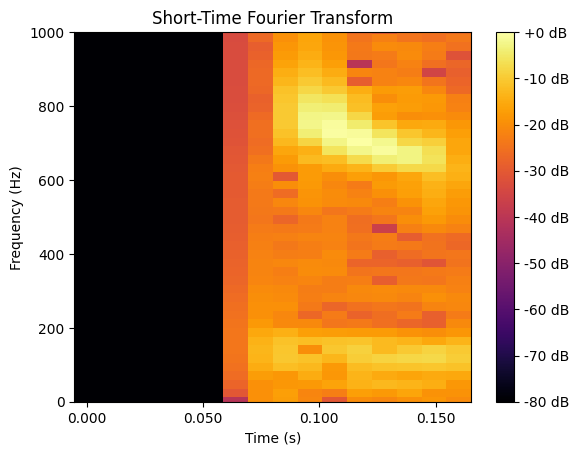 Short-Time Fourier Transform
1000
800
600
400
200
0
Frequency (Hz)
0.000
0.050
0.100
0.150
Time (s)
+0 dB
-10 dB
-20 dB
-30 dB
-40 dB
-50 dB
-60 dB
-70 dB
-80 dB